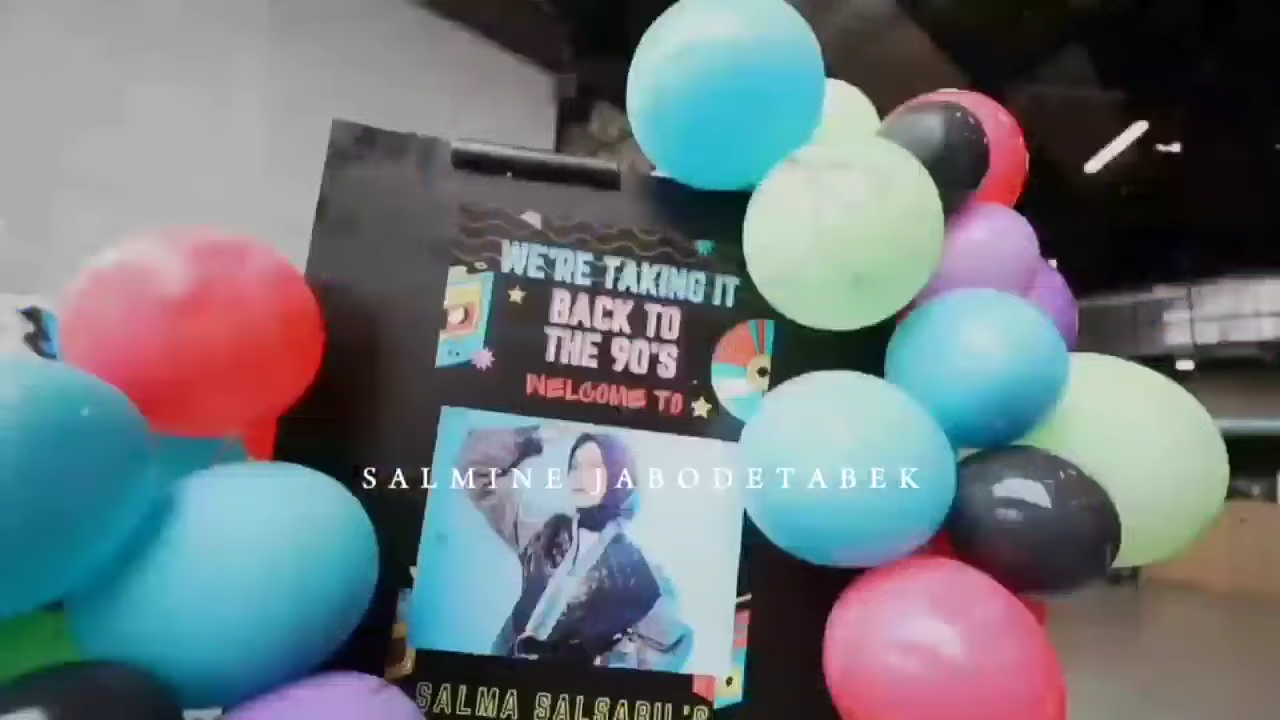 WE'RE TAKING IT
BACK TO
THE 90'S
WELCOME TO
SALMINE JABODETABEK
SALMA SALSABIL'S